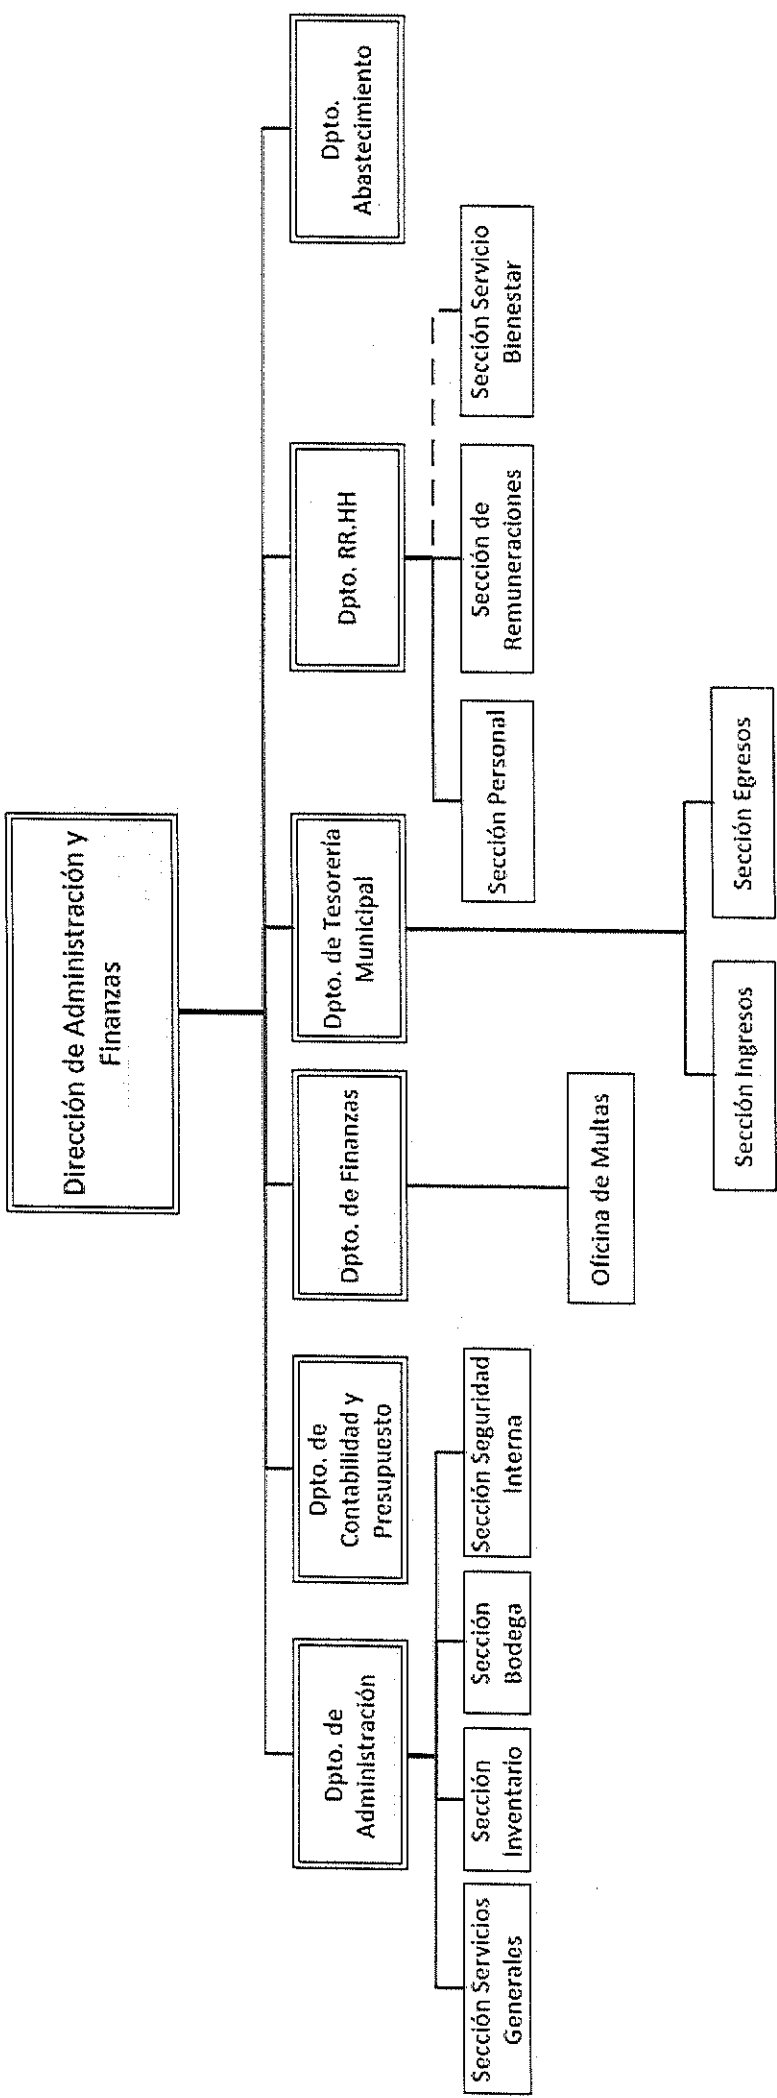 Dirección de Administración y
Finanzas
Dpto. de
Administración
Dpto. de
Contabilidad y
Presupuesto
Dpto. de Finanzas
Dpto. de Tesorería
Municipal
Dpto. RR.HH
Dpto.
Abastecimiento
Sección Servicios
Generales
Sección
Inventario
Sección
Bodega
Sección Seguridad
Interna
Oficina de Multas
Sección Ingresos
Sección Egresos
Sección Personal
Sección de
Remuneraciones
Sección Servicio
Bienestar